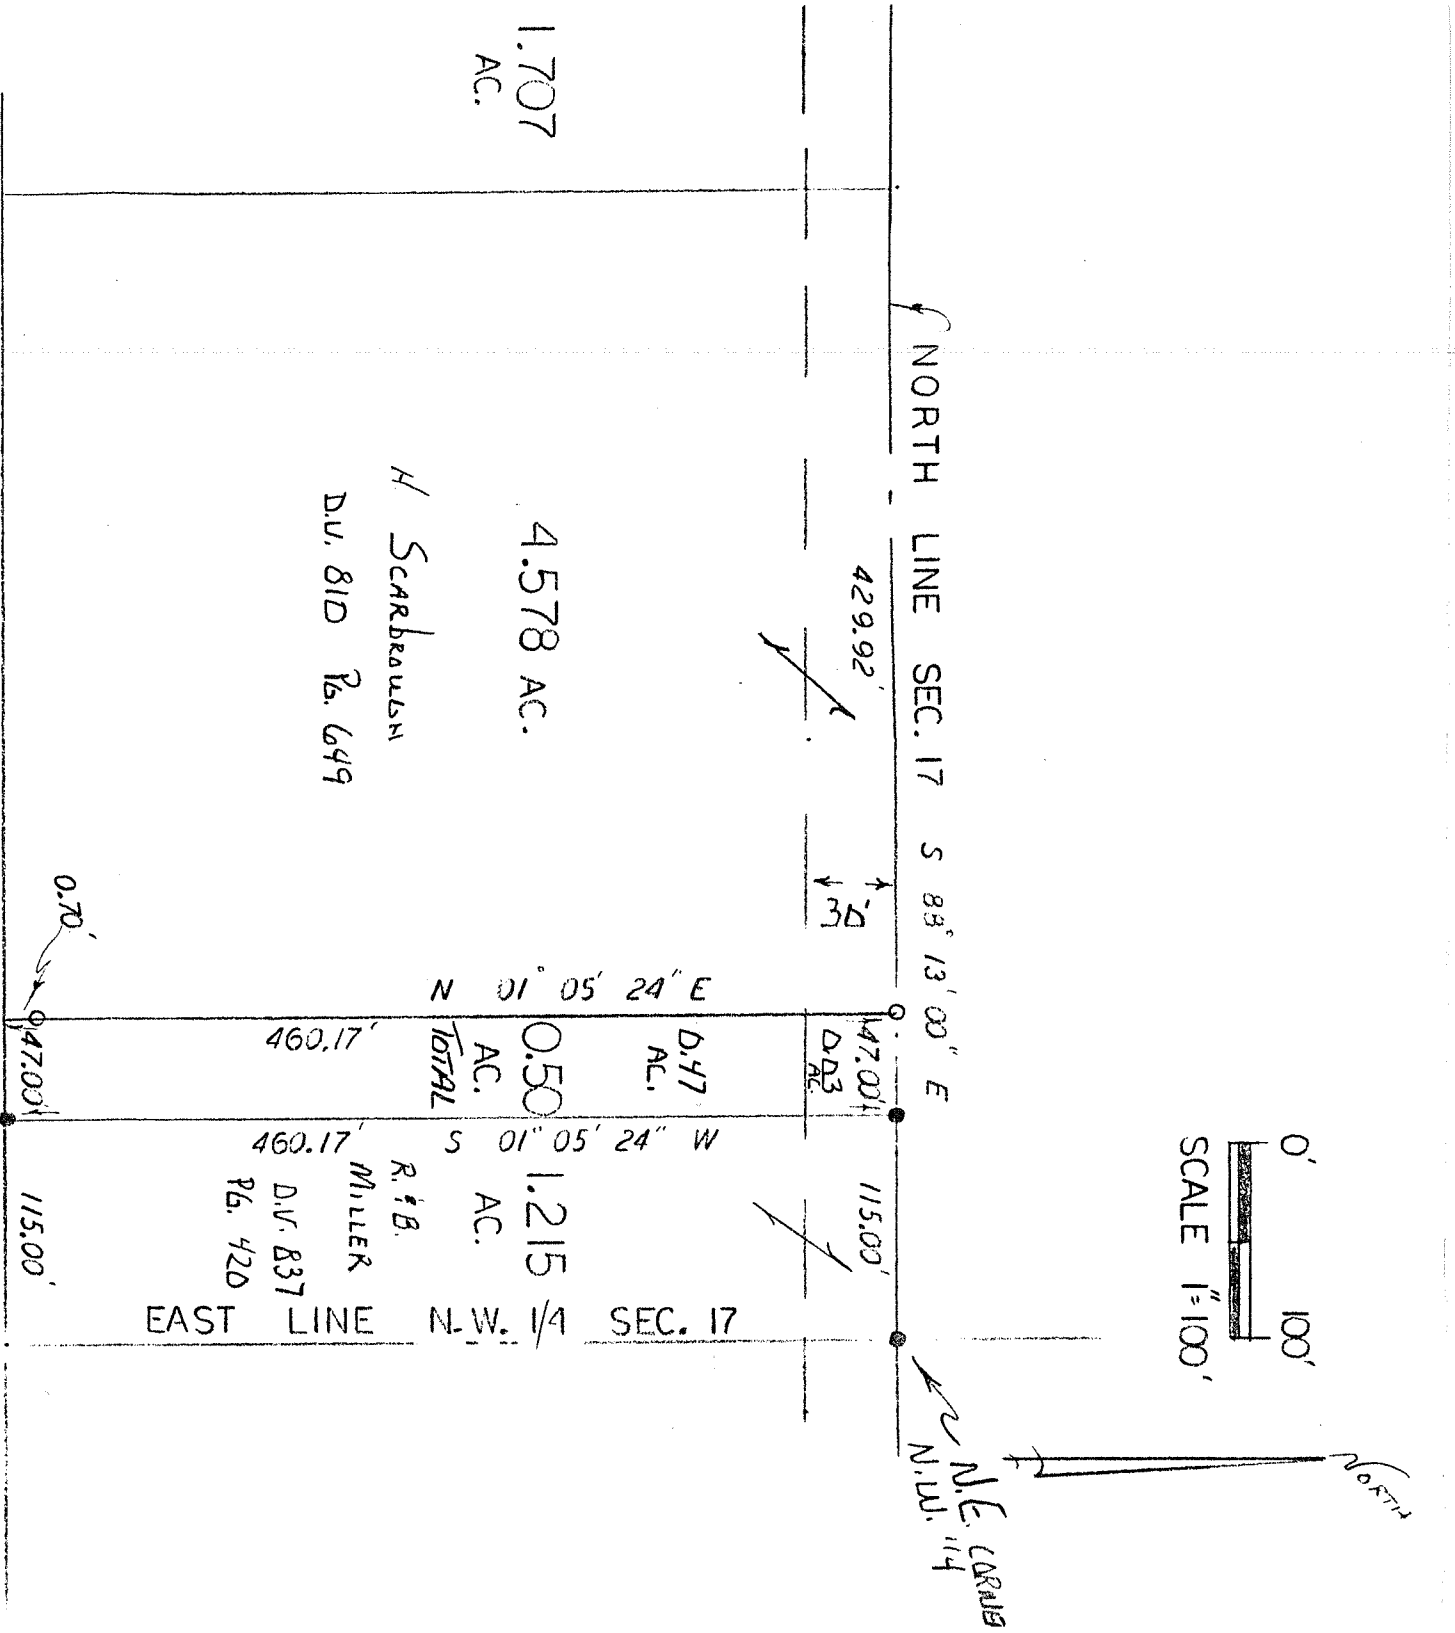 0' 100'
SCALE 1"=100'
NORTH
N.E. CORNER
N.W. 1/4
NORTH LINE SEC. 17 S 88° 13' 00" E
429.92'
30'
47.00'
115.00'
0.03
AC.
1.707
AC.
4.578 AC.
H SCARBROUGH
D.V. 810 PG. 649
N 01° 05' 24" E
460.17'
0.47
AC.
0.50
AC.
TOTAL
460.17' S 01° 05' 24" W
1.215
AC.
R. & B.
MILLER
D.V. 837
PG. 420
EAST LINE N.W. 1/4 SEC. 17
0.70'
47.00'
115.00'